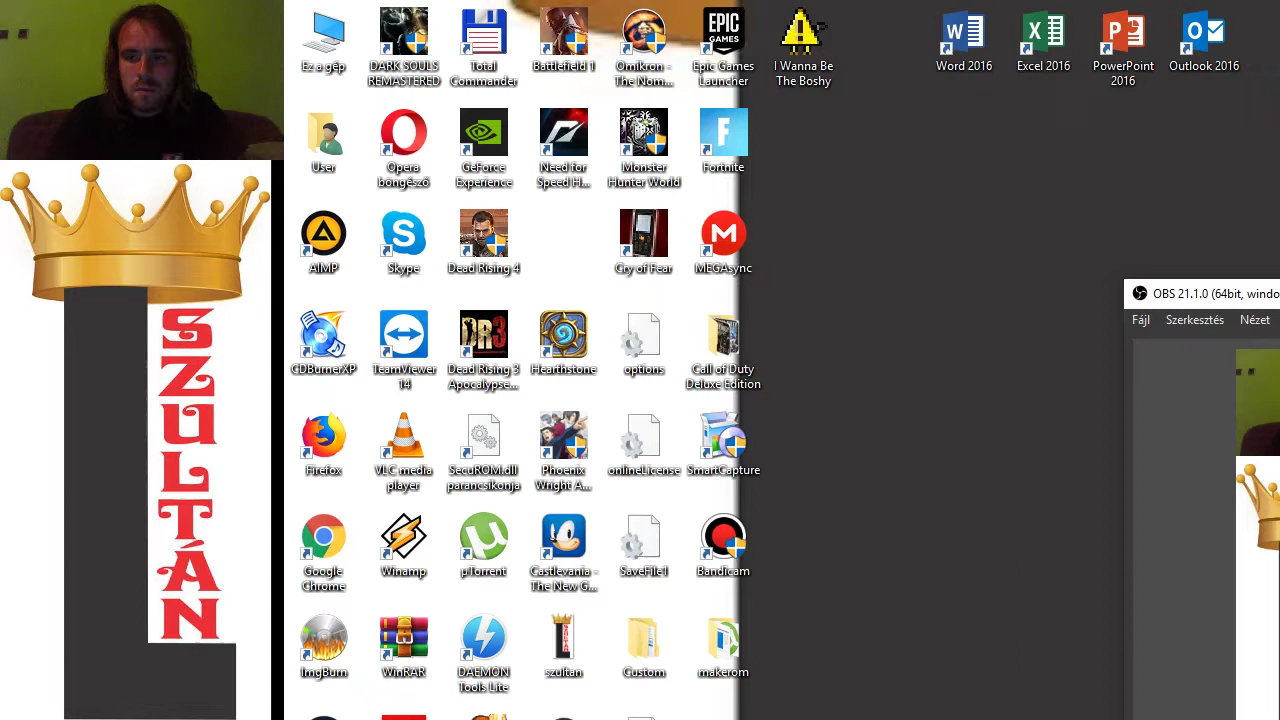 SZULTÁN
Ez a gép
DARK SOULS
REMASTERED
Total
Commander
Battlefield 1
Omikron -
The Nom...
EPIC
GAMES
Epic Games
Launcher
I Wanna Be
The Boshy
Word 2016
Excel 2016
PowerPoint
2016
Outlook 2016
User
Opera
böngésző
GeForce
Experience
Need for
Speed H...
Monster
Hunter World
Fortnite
AIMP
Skype
Dead Rising 4
Cry of Fear
MEGAsync
OBS 21.1.0 (64bit, windo
Fájl
Szerkesztés
Nézet
CDBurnerXP
TeamViewer
14
DR3
Dead Rising 3
Apocalypse...
Hearthstone
options
Call of Duty
Deluxe Edition
Firefox
VLC media
player
SecuROM.dll
parancsikonja
Phoenix
Wright A...
onlineLicense
SmartCapture
Google
Chrome
Winamp
µTorrent
Castlevania -
The New G...
SaveFile1
Bandicam
ImgBurn
WinRAR
DAEMON
Tools Lite
SZULTÁN
szultan
Custom
makerom